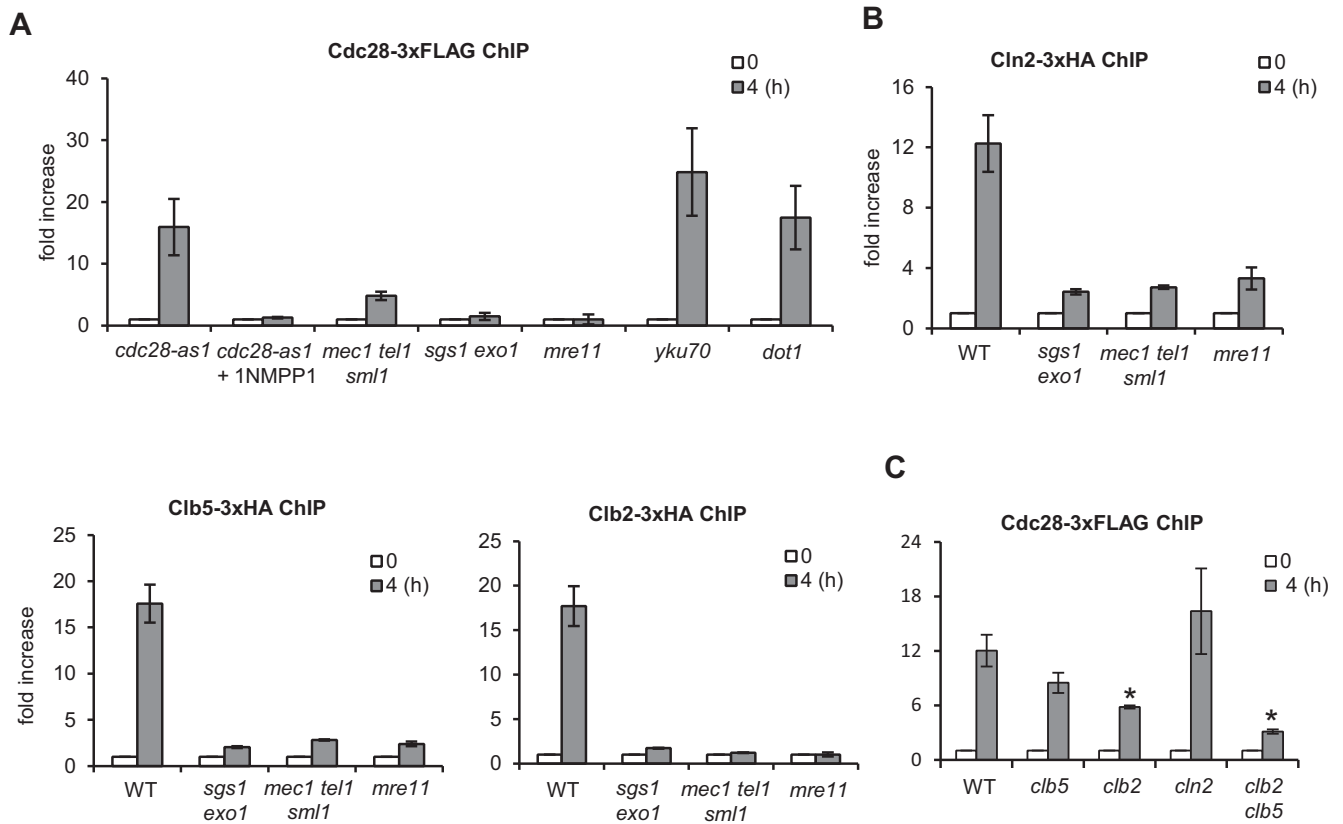 A
Cdc28-3xFLAG ChIP
0
4 (h)
fold increase
40
30
20
10
0
cdc28-as1 cdc28-as1 mec1 tel1 sgs1 exo1 mre11 yku70 dot1
+ 1NMPP1 sml1
B
Cln2-3xHA ChIP
0
4 (h)
fold increase
16
12
8
4
0
WT sgs1 mec1 tel1 mre11
exo1 sml1
Clb5-3xHA ChIP
0
4 (h)
fold increase
25
20
15
10
5
0
WT sgs1 mec1 tel1 mre11
exo1 sml1
Clb2-3xHA ChIP
0
4 (h)
25
20
15
10
5
0
WT sgs1 mec1 tel1 mre11
exo1 sml1
C
Cdc28-3xFLAG ChIP
0
4 (h)
24
18
12
6
0
* *
WT clb5 clb2 cln2 clb2
clb5